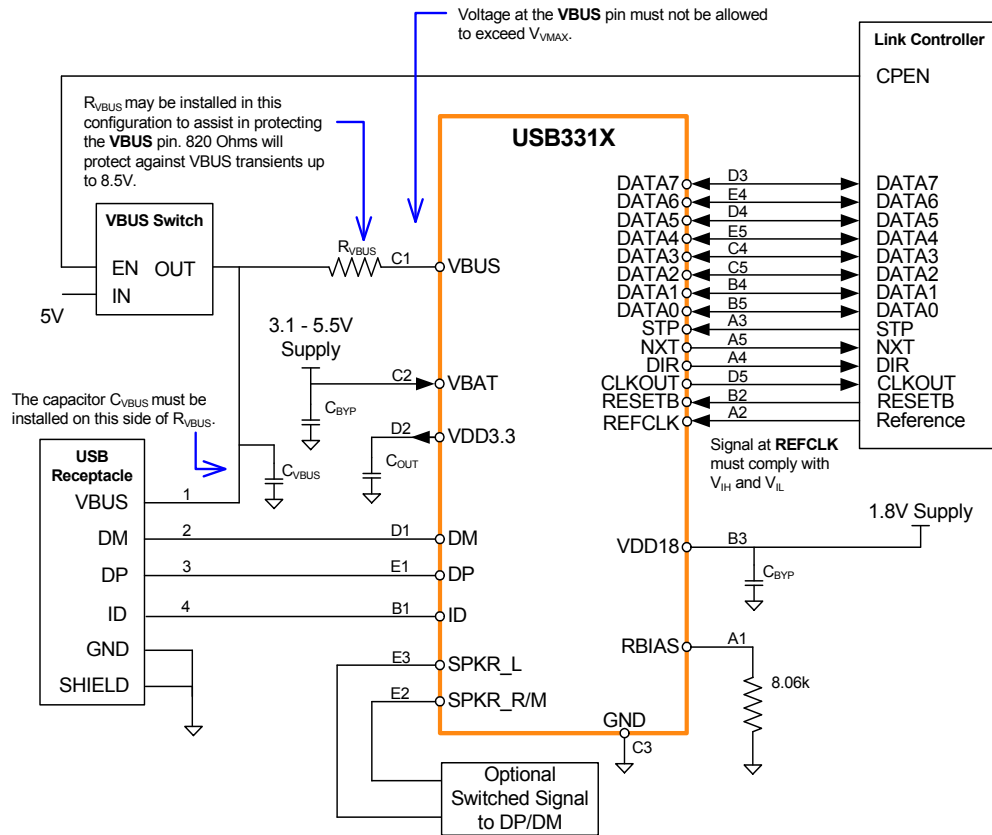 Voltage at the VBUS pin must not be allowed
to exceed VVMAX.
Link Controller
CPEN
RVBUS may be installed in this
configuration to assist in protecting
the VBUS pin. 820 Ohms will
protect against VBUS transients up
to 8.5V.
USB331X
VBUS Switch
EN OUT
IN
5V
RVBUS
C1
VBUS
DATA7 D3 DATA7
DATA6 E4 DATA6
DATA5 D4 DATA5
DATA4 E5 DATA4
DATA3 C4 DATA3
DATA2 C5 DATA2
DATA1 B4 DATA1
DATA0 B5 DATA0
STP A3 STP
NXT A5 NXT
DIR A4 DIR
CLKOUT D5 CLKOUT
RESETB B2 RESETB
REFCLK A2 Reference
Signal at REFCLK
must comply with
VIH and VIL
3.1 - 5.5V
Supply
C2 VBAT
CBYP
D2 VDD3.3
COUT
The capacitor CVBUS must be
installed on this side of
RVBUS.
CVBUS
USB
Receptacle
VBUS 1
DM 2 D1 DM
DP 3 E1 DP
ID 4 B1 ID
GND
SHIELD
E3 SPKR_L
E2 SPKR_R/M
1.8V Supply
VDD18 B3
CBYP
RBIAS A1
8.06k
GND
C3
Optional
Switched Signal
to DP/DM